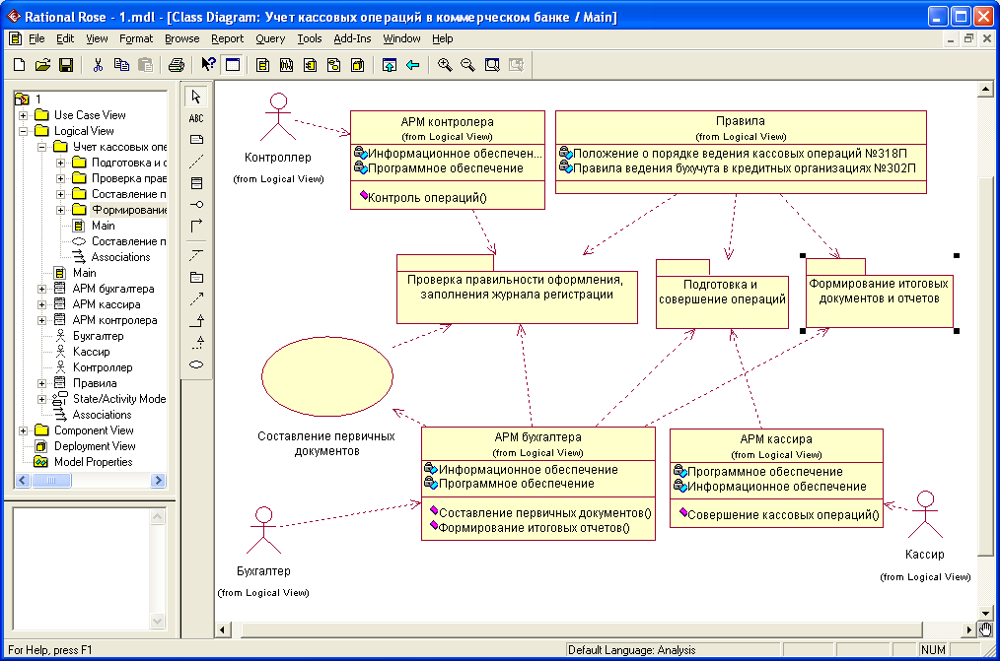 Rational Rose - 1.mdl - [Class Diagram: Учет кассовых операций в коммерческом банке / Main]
File Edit View Format Browse Report Query Tools Add-Ins Window Help
ABC
1
Use Case View
Logical View
Учет кассовых опе
Подготовка и с
Проверка прав
Составление п
Формирование
Main
Составление п
Associations
Main
АРМ бухгалтера
АРМ кассира
АРМ контролера
Бухгалтер
Кассир
Контроллер
Правила
State/Activity Mode
Associations
Component View
Deployment View
Model Properties
Контроллер
(from Logical View)
АРМ контролера
(from Logical View)
Информационное обеспечен...
Программное обеспечение
Контроль операций()
Правила
(from Logical View)
Положение о порядке ведения кассовых операций №318П
Правила ведения бухучута в кредитных организациях №302П
Проверка правильности оформления,
заполнения журнала регистрации
Подготовка и
совершение операций
Формирование итоговых
документов и отчетов
Составление первичных
документов
АРМ бухгалтера
(from Logical View)
Информационное обеспечение
Программное обеспечение
Составление первичных документов()
Формирование итоговых отчетов()
АРМ кассира
(from Logical View)
Программное обеспечение
Информационное обеспечение
Совершение кассовых операций()
Бухгалтер
(from Logical View)
Кассир
(from Logical View)
For Help, press F1
Default Language: Analysis
NUM